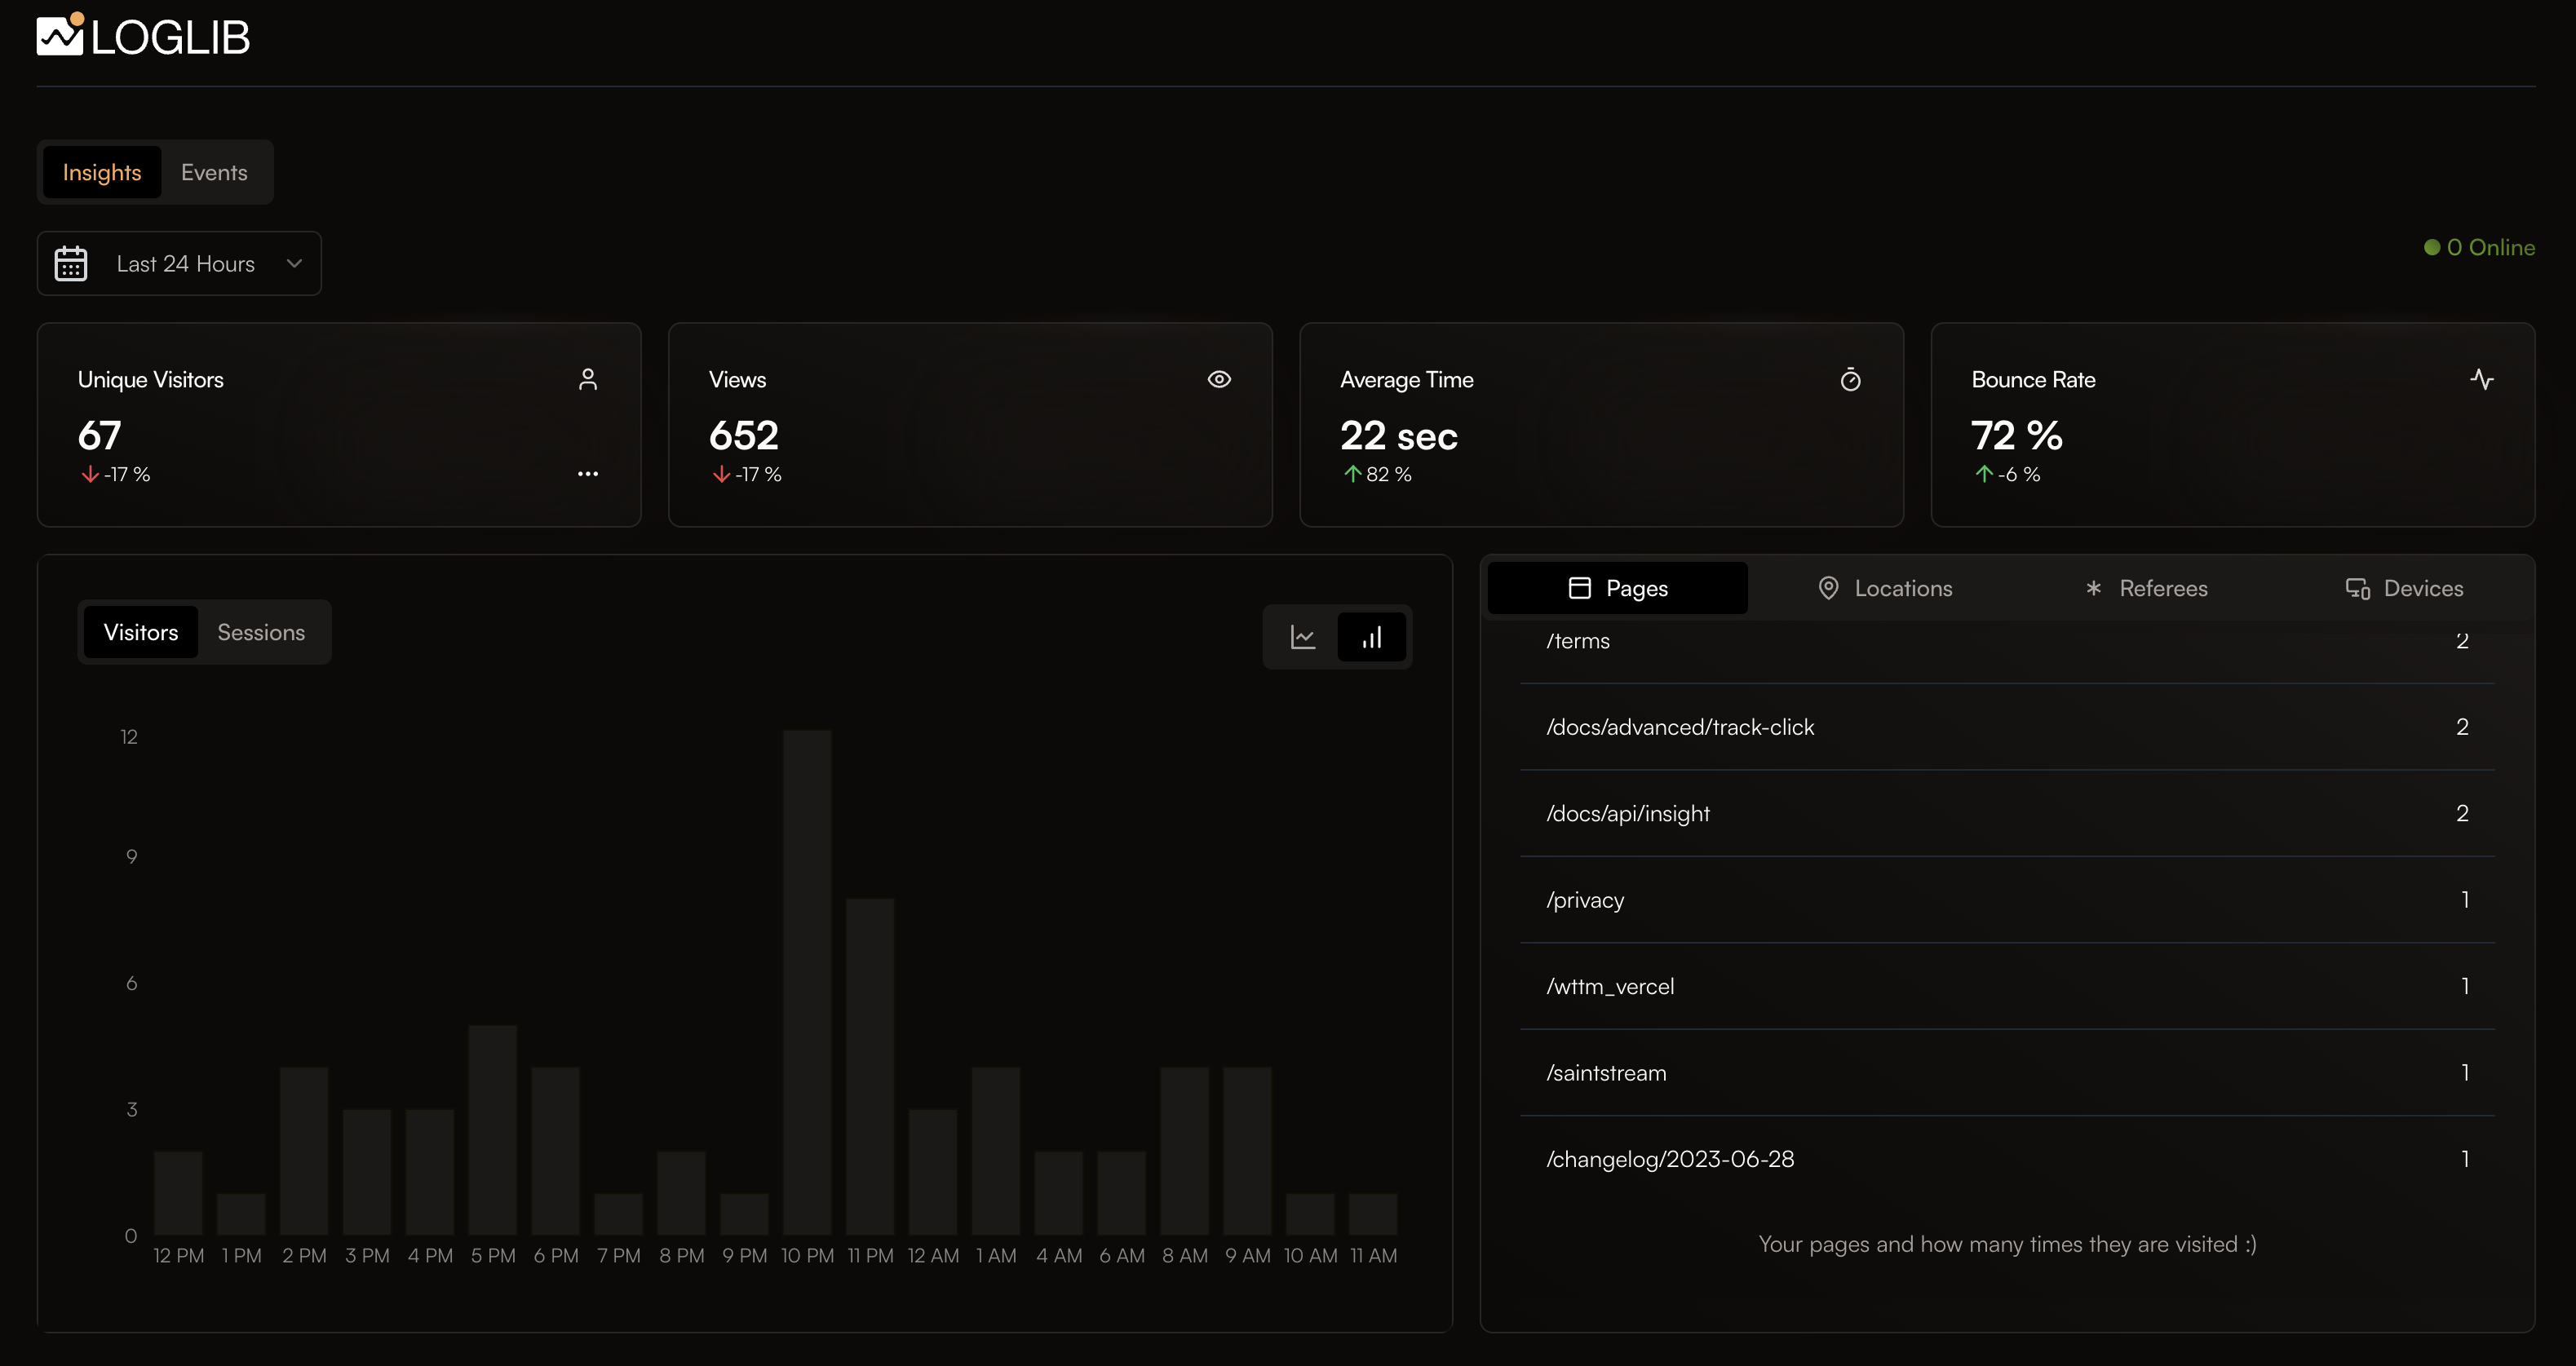 LOGLIB
Insights Events
Last 24 Hours
0 Online
Unique Visitors
67
-17 %
Views
652
-17 %
Average Time
22 sec
82 %
Bounce Rate
72 %
-6 %
Visitors Sessions
12
9
6
3
0
12 PM 1 PM 2 PM 3 PM 4 PM 5 PM 6 PM 7 PM 8 PM 9 PM 10 PM 11 PM 12 AM 1 AM 4 AM 6 AM 8 AM 9 AM 10 AM 11 AM
Pages Locations Referees Devices
/terms 2
/docs/advanced/track-click 2
/docs/api/insight 2
/privacy 1
/wttm_vercel 1
/saintstream 1
/changelog/2023-06-28 1
Your pages and how many times they are visited :)